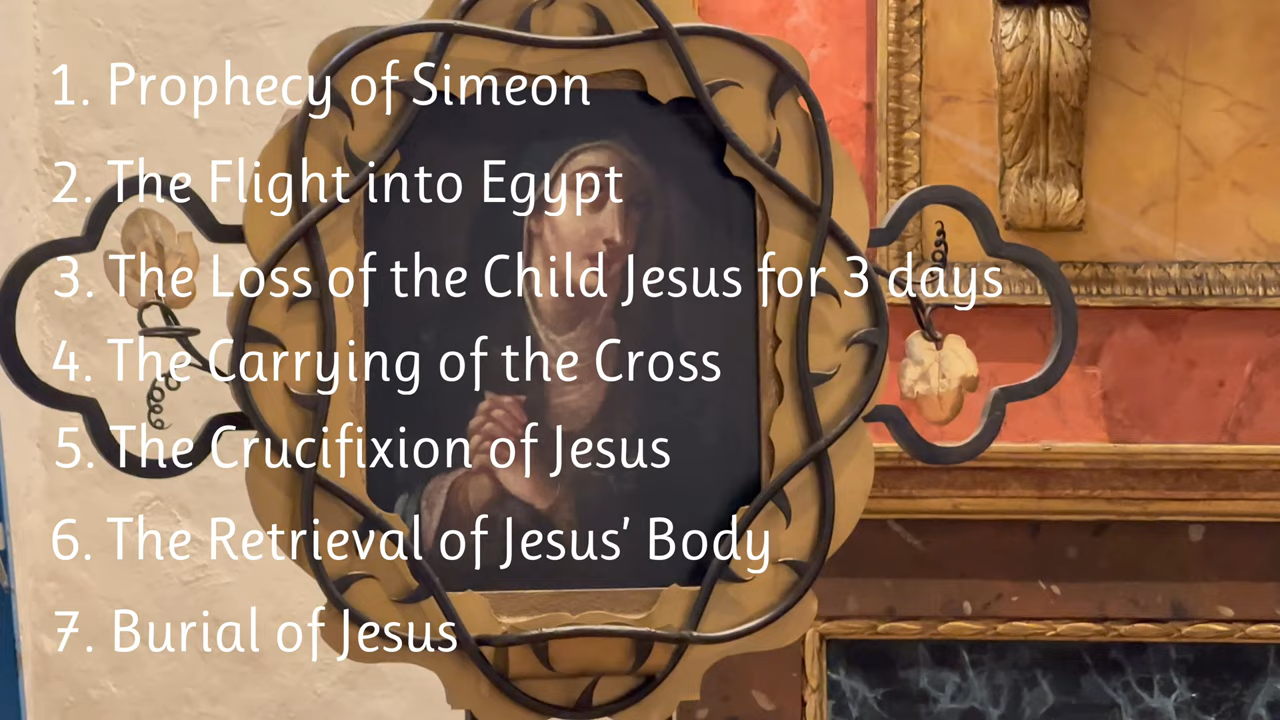 1. Prophecy of Simeon
2. The Flight into Egypt
3. The Loss of the Child Jesus for 3 days
4. The Carrying of the Cross
5. The Crucifixion of Jesus
6. The Retrieval of Jesus’ Body
7. Burial of Jesus